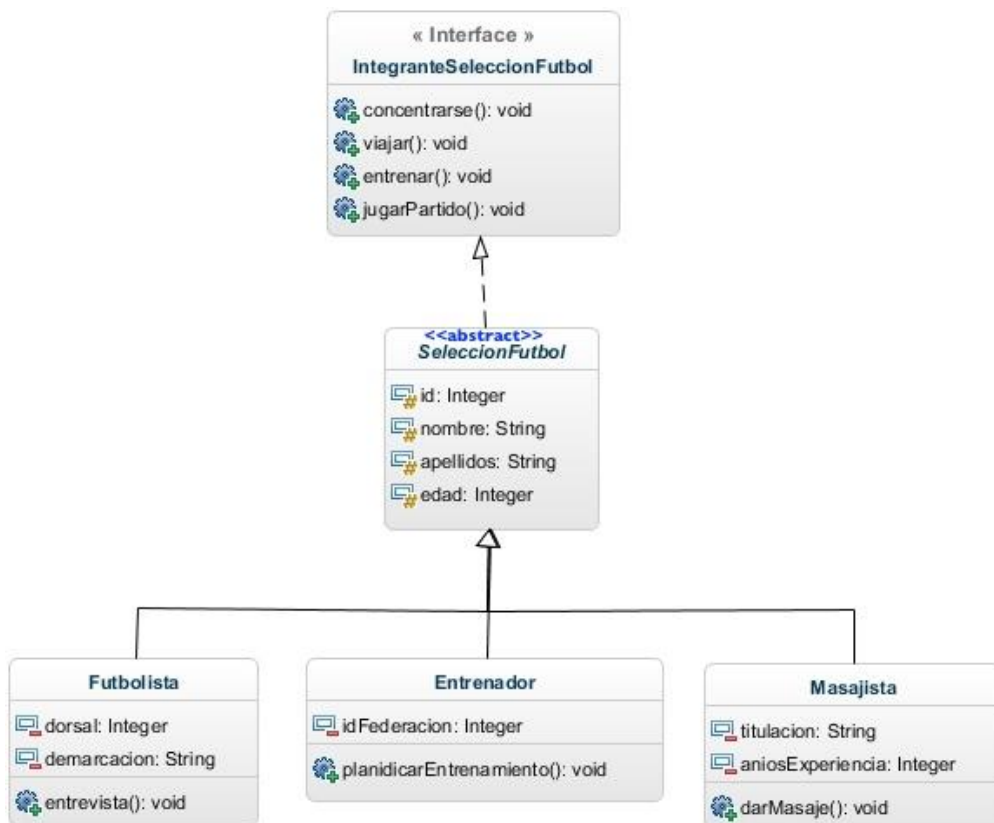 « Interface »
IntegranteSeleccionFutbol
concentrarse(): void
viajar(): void
entrenar(): void
jugarPartido(): void
<<abstract>>
SeleccionFutbol
id: Integer
nombre: String
apellidos: String
edad: Integer
Futbolista
dorsal: Integer
demarcacion: String
entrevista(): void
Entrenador
idFederacion: Integer
planidicarEntrenamiento(): void
Masajista
titulacion: String
aniosExperiencia: Integer
darMasaje(): void